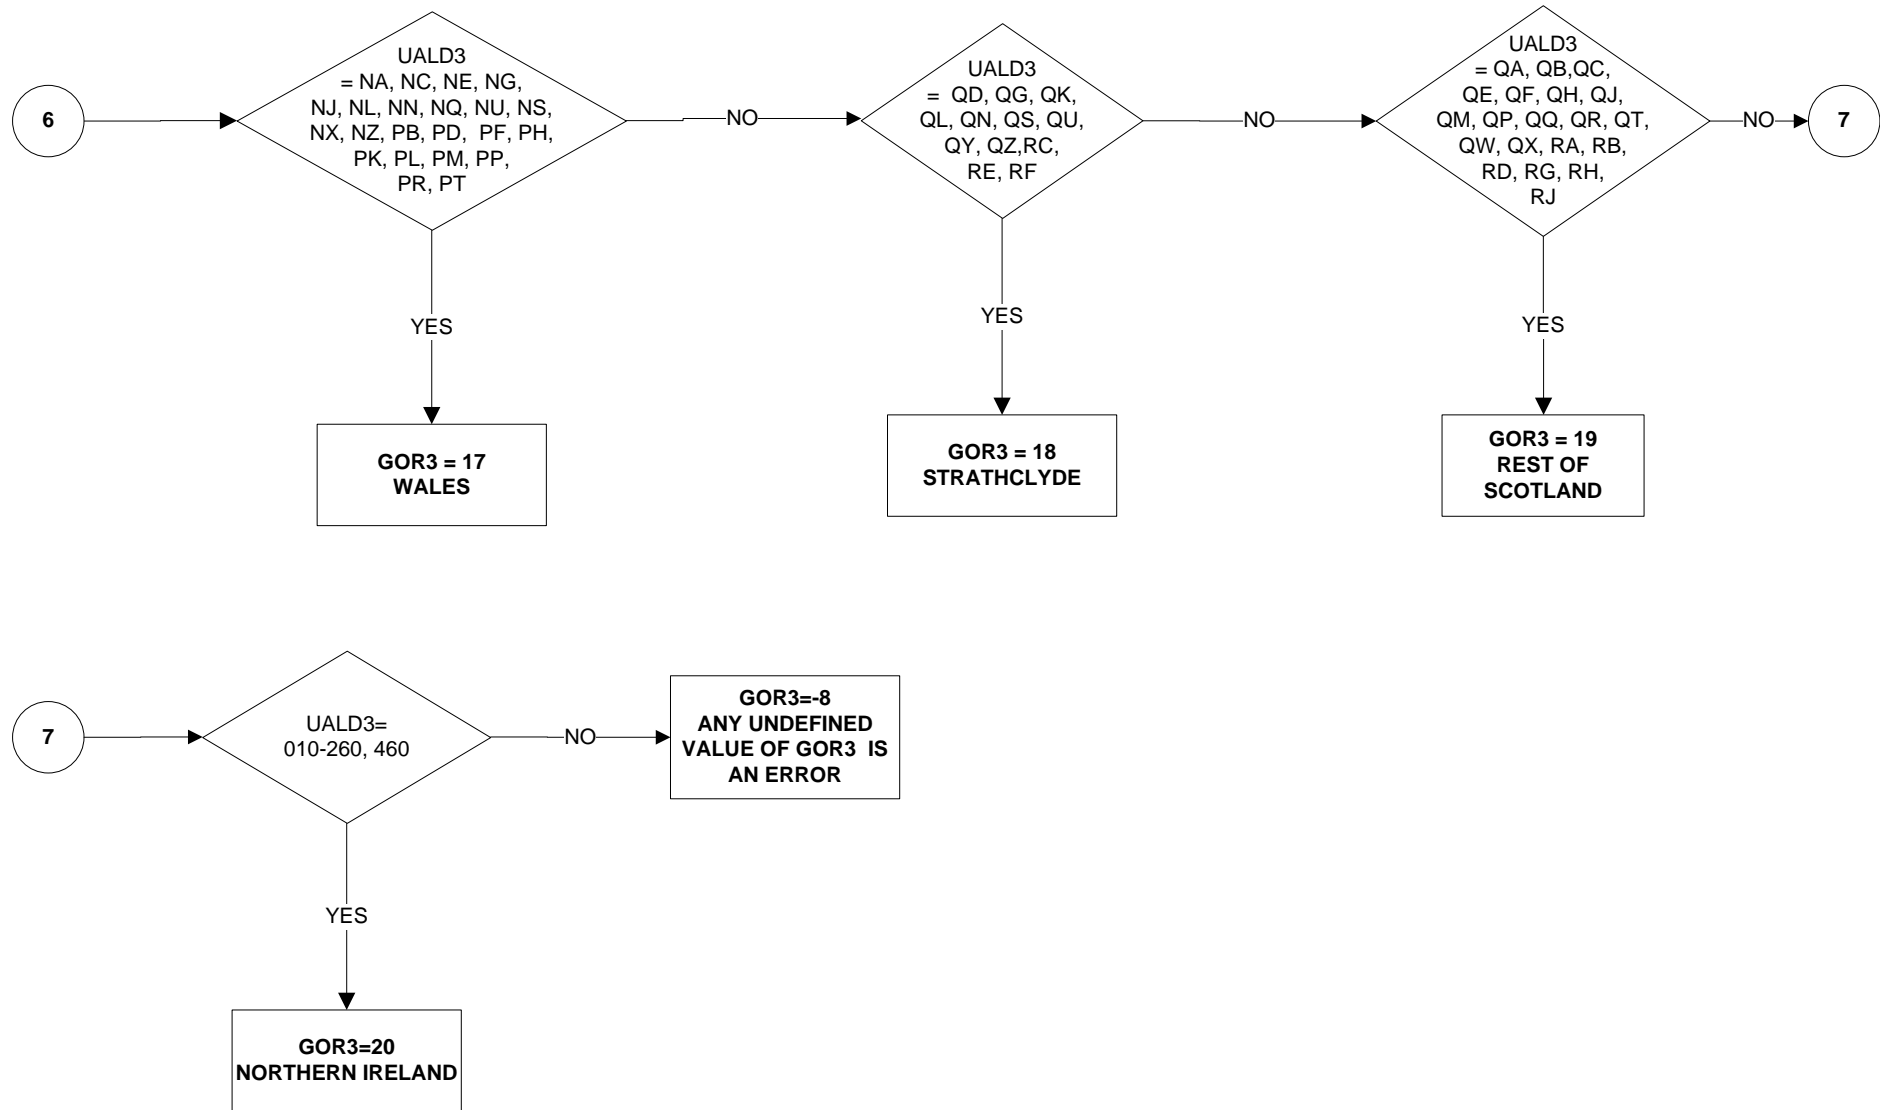 6
UALD3
= NA, NC, NE, NG,
NJ, NL, NN, NQ, NU, NS,
NX, NZ, PB, PD, PF, PH,
PK, PL, PM, PP,
PR, PT
NO
UALD3
= QD, QG, QK,
QL, QN, QS, QU,
QY, QZ,RC,
RE, RF
NO
UALD3
= QA, QB,QC,
QE, QF, QH, QJ,
QM, QP, QQ, QR, QT,
QW, QX, RA, RB,
RD, RG, RH,
RJ
NO
7
YES
YES
YES
GOR3 = 17
WALES
GOR3 = 18
STRATHCLYDE
GOR3 = 19
REST OF
SCOTLAND
7
UALD3=
010-260, 460
NO
GOR3=-8
ANY UNDEFINED
VALUE OF GOR3 IS
AN ERROR
YES
GOR3=20
NORTHERN IRELAND